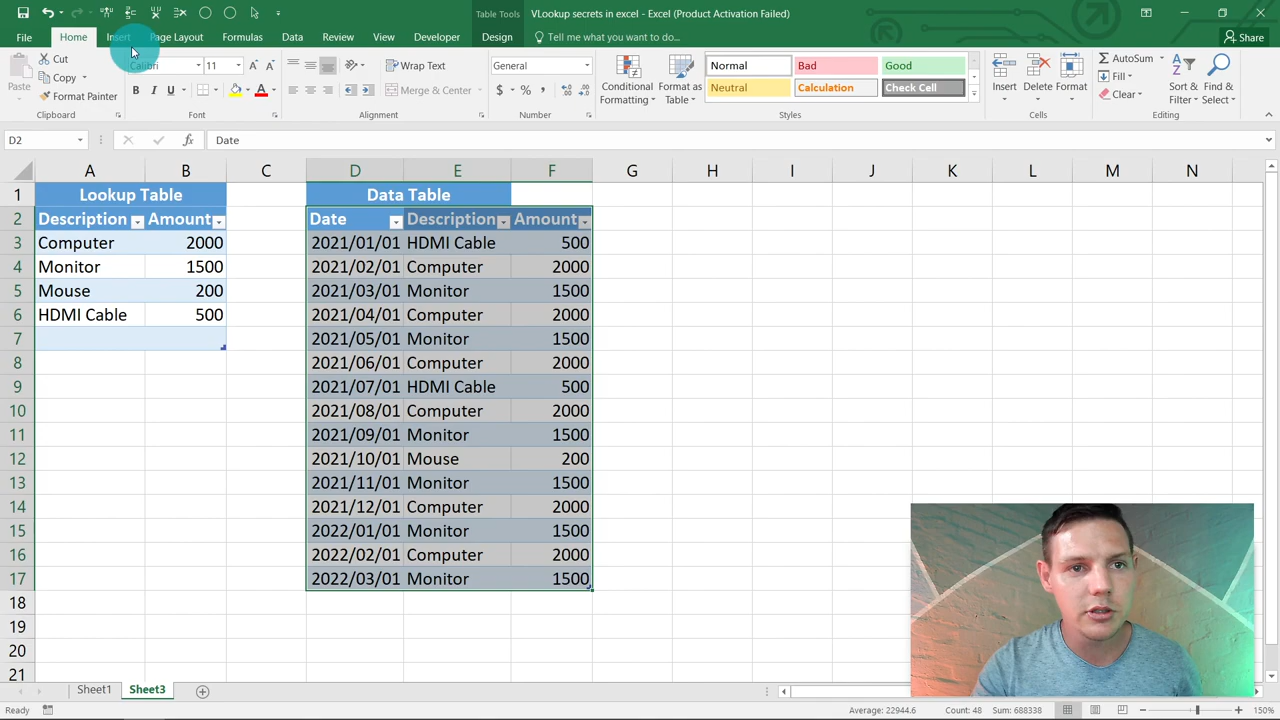 Table Tools
VLookup secrets in excel - Excel (Product Activation Failed)
File Home Insert Page Layout Formulas Data Review View Developer Design Tell me what you want to do... Share
Paste
Cut
Copy
Format Painter
Clipboard
Calibri 11
B I U A
Font
Wrap Text
Merge & Center
Alignment
General
$ % ,
Number
Conditional Formatting
Format as Table
Normal Bad Good
Neutral Calculation Check Cell
Styles
Insert Delete Format
Cells
AutoSum
Fill
Clear
Sort & Filter
Find & Select
Editing
D2 fx Date
A B C D E F G H I J K L M N
1 Lookup Table Data Table
2 Description Amount Date Description Amount
3 Computer 2000 2021/01/01 HDMI Cable 500
4 Monitor 1500 2021/02/01 Computer 2000
5 Mouse 200 2021/03/01 Monitor 1500
6 HDMI Cable 500 2021/04/01 Computer 2000
7 2021/05/01 Monitor 1500
8 2021/06/01 Computer 2000
9 2021/07/01 HDMI Cable 500
10 2021/08/01 Computer 2000
11 2021/09/01 Monitor 1500
12 2021/10/01 Mouse 200
13 2021/11/01 Monitor 1500
14 2021/12/01 Computer 2000
15 2022/01/01 Monitor 1500
16 2022/02/01 Computer 2000
17 2022/03/01 Monitor 1500
18
19
20
21
Sheet1 Sheet3
Ready Average: 22944.6 Count: 48 Sum: 688338 150%